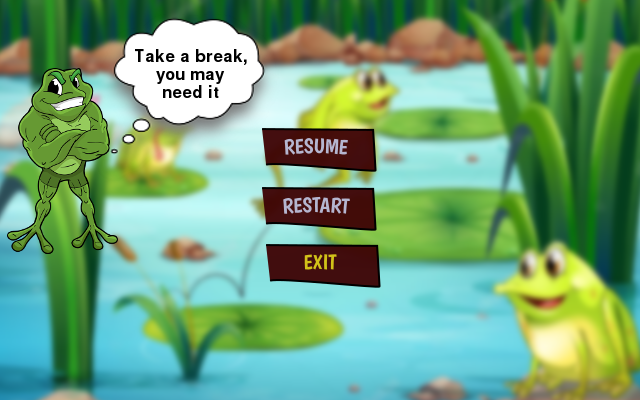 Take a break,
you may
need it
RESUME
RESTART
EXIT